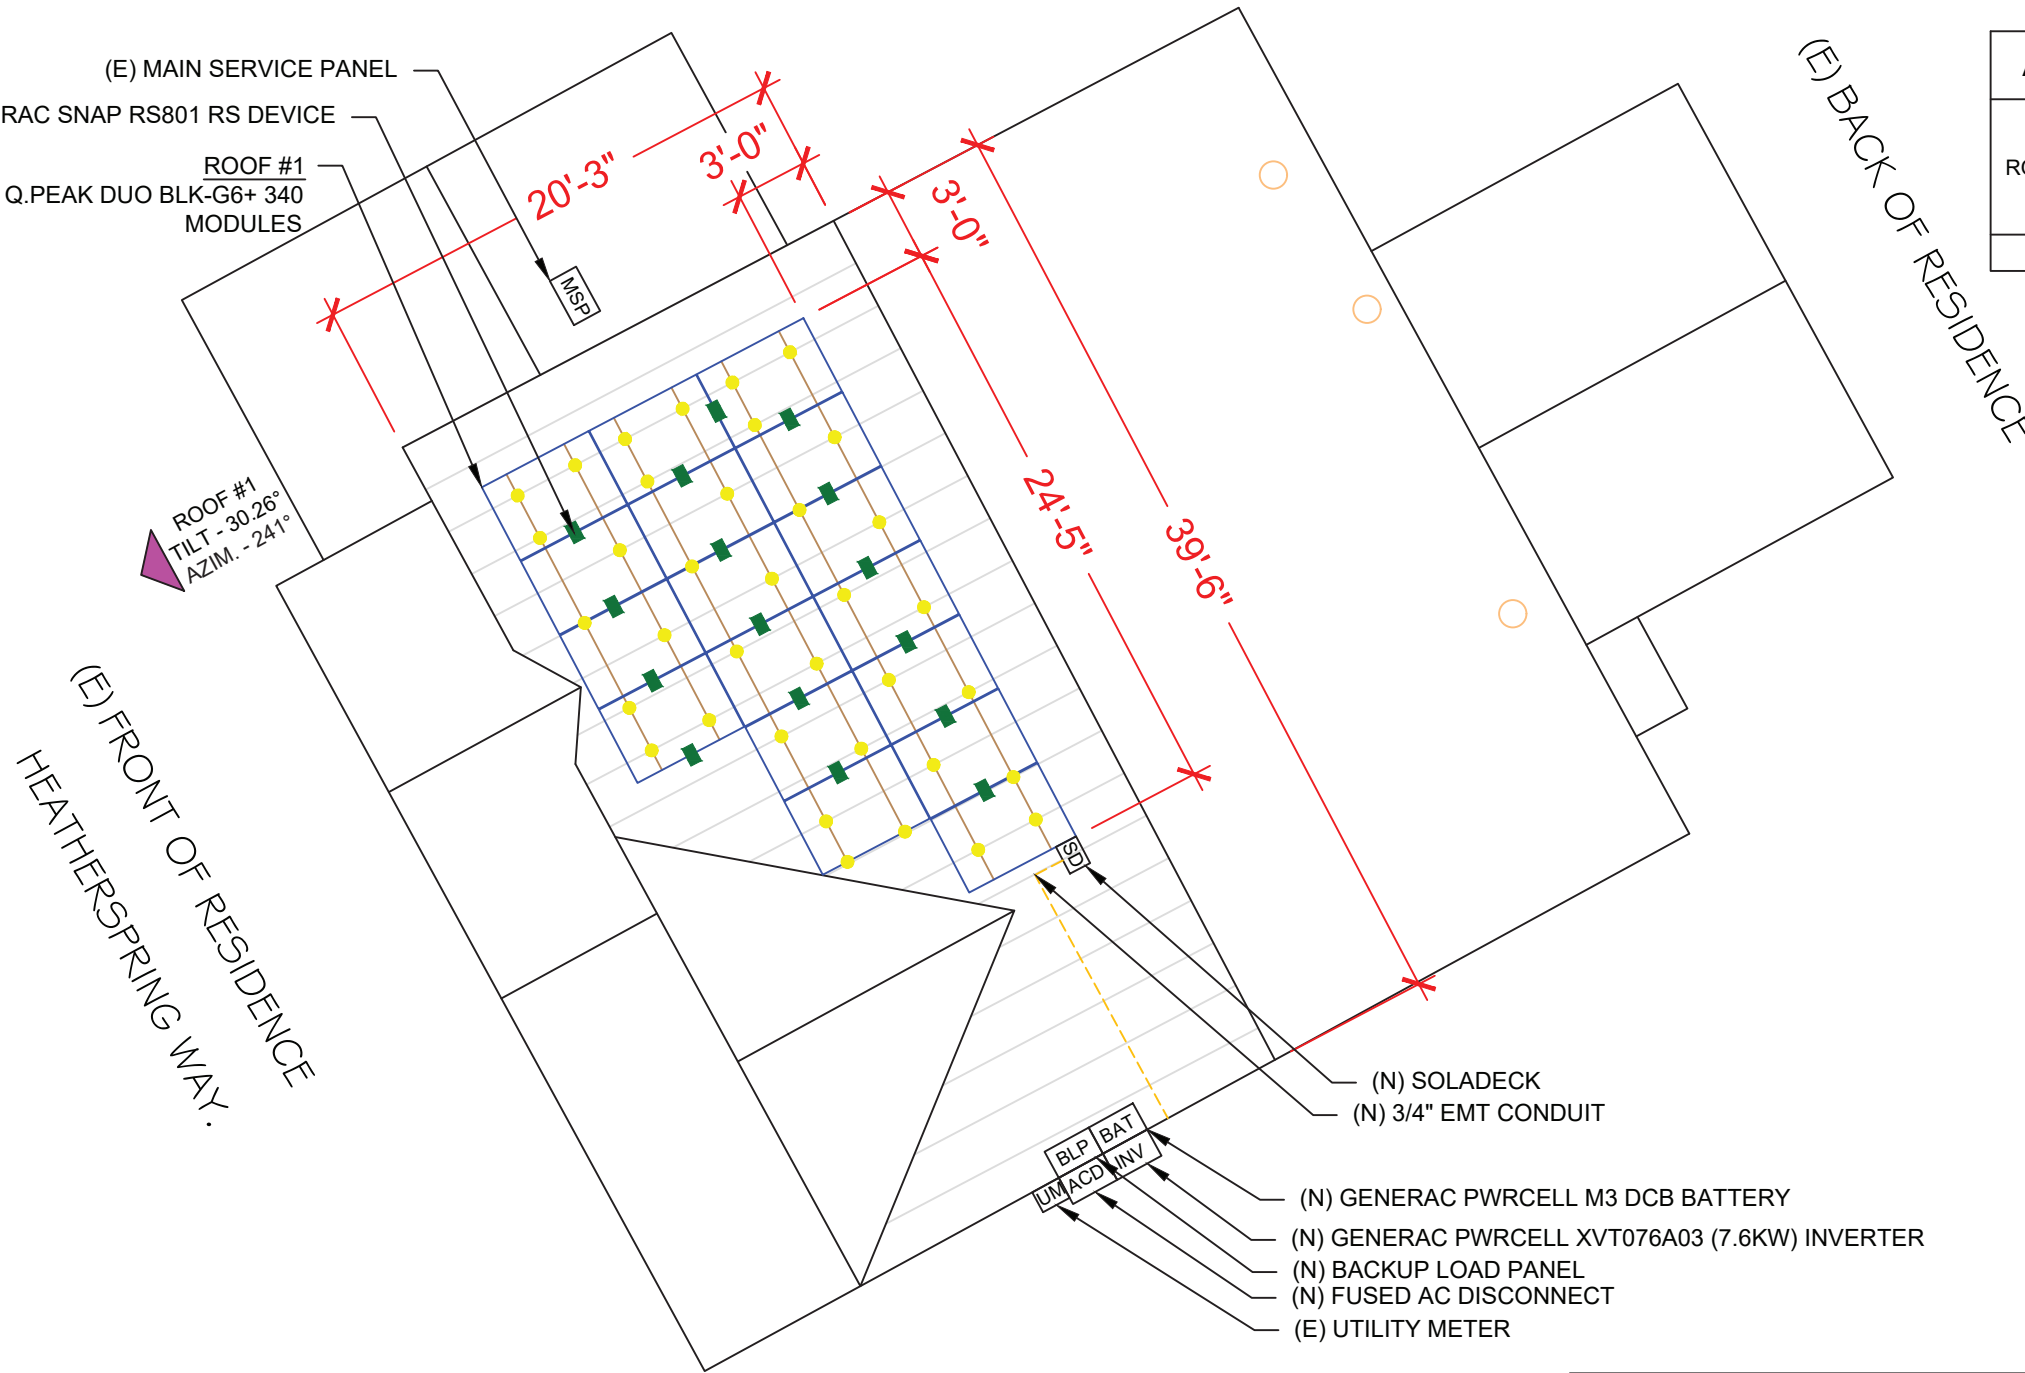 (E) MAIN SERVICE PANEL
RAC SNAP RS801 RS DEVICE
ROOF #1
Q.PEAK DUO BLK-G6+ 340
MODULES
20'-3"
3'-0"
3'-0"
MSP
24'-5"
39'-6"
(E) BACK OF RESIDENCE
ROOF #1
TILT - 30.26°
AZIM. - 241°
(E) FRONT OF RESIDENCE
HEATHERSPRING WAY.
SD
(N) SOLADECK
(N) 3/4" EMT CONDUIT
BLP
BAT
UM
ACD
INV
(N) GENERAC PWRCELL M3 DCB BATTERY
(N) GENERAC PWRCELL XVT076A03 (7.6KW) INVERTER
(N) BACKUP LOAD PANEL
(N) FUSED AC DISCONNECT
(E) UTILITY METER